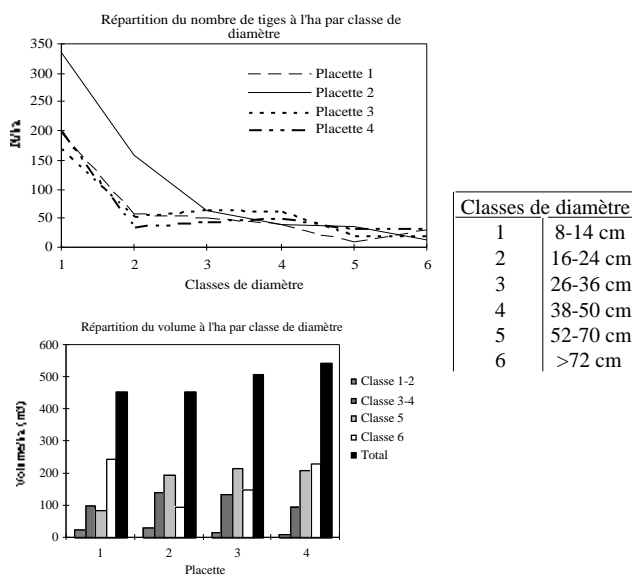 Répartition du nombre de tiges à l'ha par classe de
diamètre
350
300
250
200
150
100
50
0
N/ha
Placette 1
Placette 2
Placette 3
Placette 4
1 2 3 4 5 6
Classes de diamètre
Classes de diamètre
1 8-14 cm
2 16-24 cm
3 26-36 cm
4 38-50 cm
5 52-70 cm
6 >72 cm
Répartition du volume à l'ha par classe de diamètre
600
500
400
300
200
100
0
Volume/ha (m3)
Classe 1-2
Classe 3-4
Classe 5
Classe 6
Total
1 2 3 4
Placette